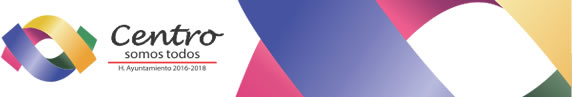 Centro
somos todos
H. Ayuntamiento 2016-2018